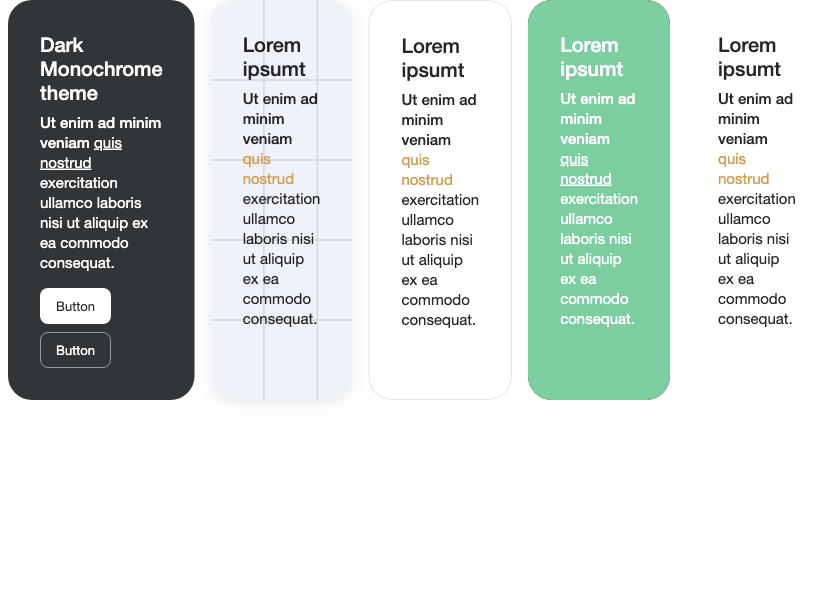 Dark
Monochrome
theme
Ut enim ad minim
veniam quis
nostrud
exercitation
ullamco laboris
nisi ut aliquip ex
ea commodo
consequat.
Button
Button
Lorem
ipsumt
Ut enim ad
minim
veniam
quis
nostrud
exercitation
ullamco
laboris nisi
ut aliquip
ex ea
commodo
consequat.
Lorem
ipsumt
Ut enim ad
minim
veniam
quis
nostrud
exercitation
ullamco
laboris nisi
ut aliquip
ex ea
commodo
consequat.
Lorem
ipsumt
Ut enim ad
minim
veniam
quis
nostrud
exercitation
ullamco
laboris nisi
ut aliquip
ex ea
commodo
consequat.
Lorem
ipsumt
Ut enim ad
minim
veniam
quis
nostrud
exercitation
ullamco
laboris nisi
ut aliquip
ex ea
commodo
consequat.